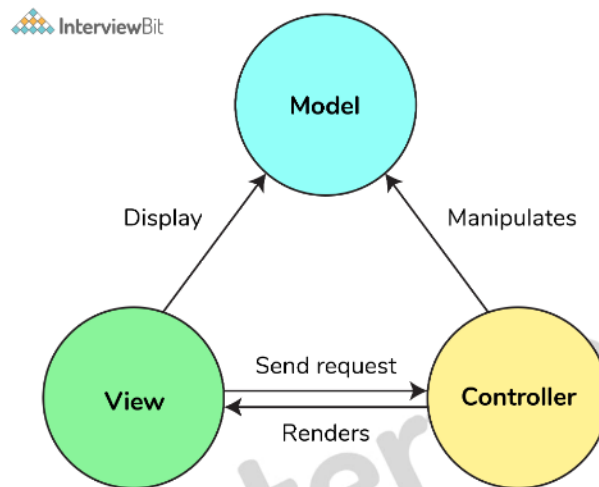 InterviewBit
Model
Display
Manipulates
Send request
View
Controller
Renders